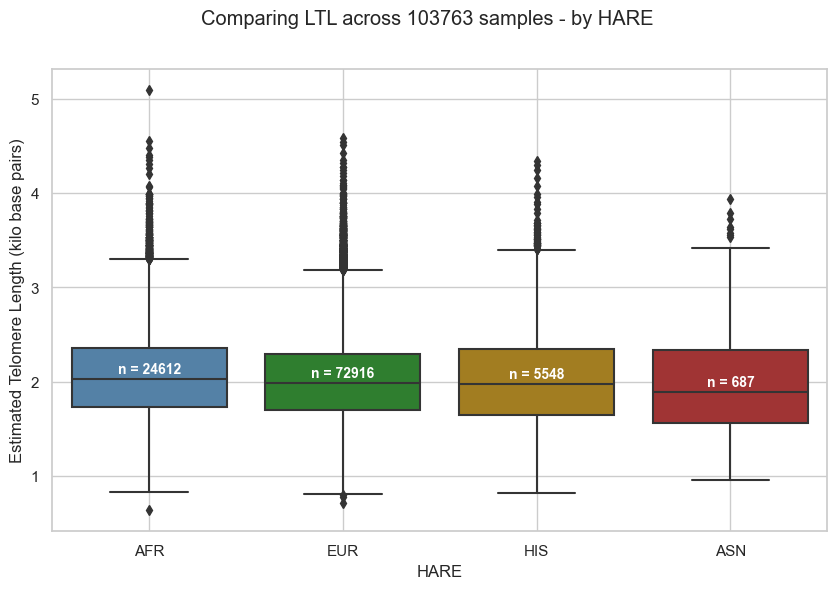 Comparing LTL across 103763 samples - by HARE
Estimated Telomere Length (kilo base pairs)
5
4
3
2
1
n = 24612
n = 72916
n = 5548
n = 687
AFR
EUR
HIS
ASN
HARE